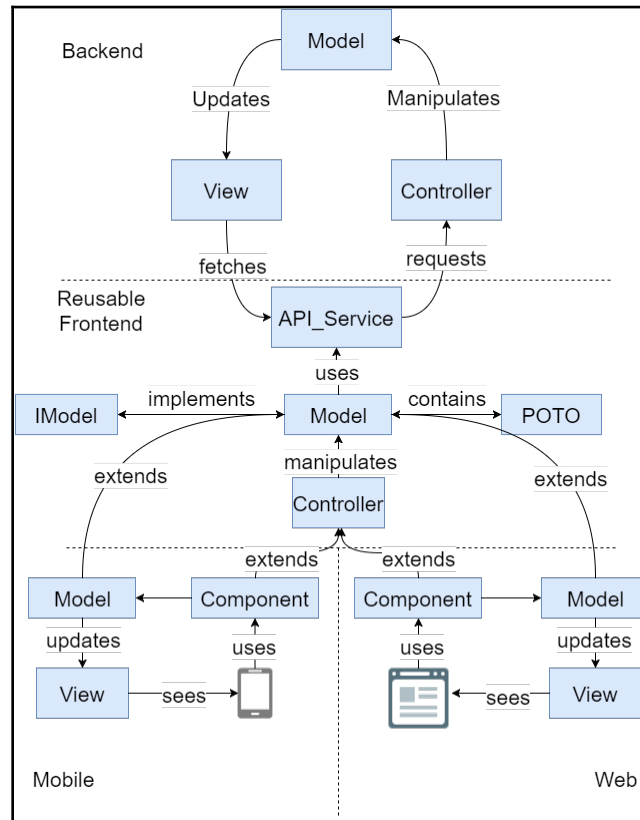 Backend
Model
Updates
Manipulates
View
Controller
fetches
requests
Reusable
Frontend
API_Service
uses
implements
contains
IModel
Model
POTO
manipulates
extends
extends
Controller
extends
extends
Model
Component
Component
Model
updates
uses
uses
updates
View
sees
sees
View
Mobile
Web